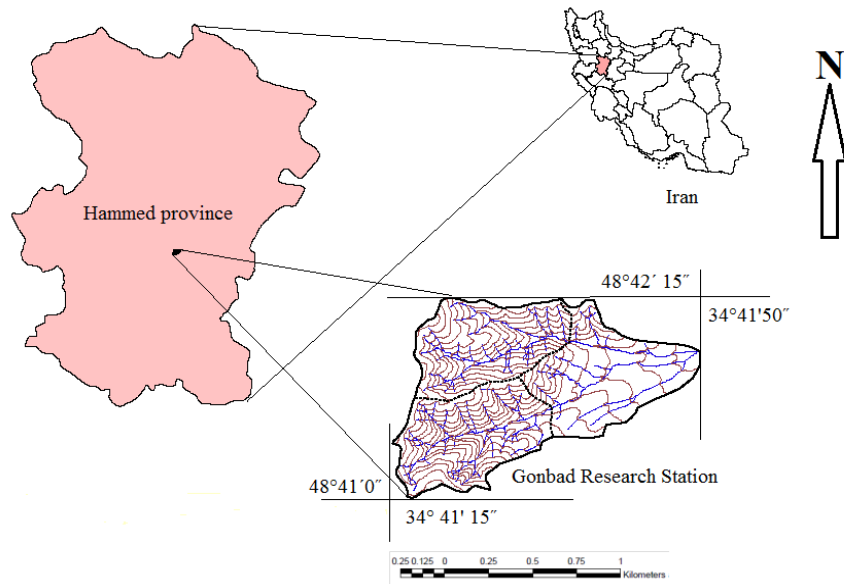 N
Hammed province
Iran
48°42´ 15˝
34°41'50˝
Gonbad Research Station
48°41´0˝
34° 41' 15˝
0.25 0.125 0 0.25 0.5 0.75 1
Kilometers